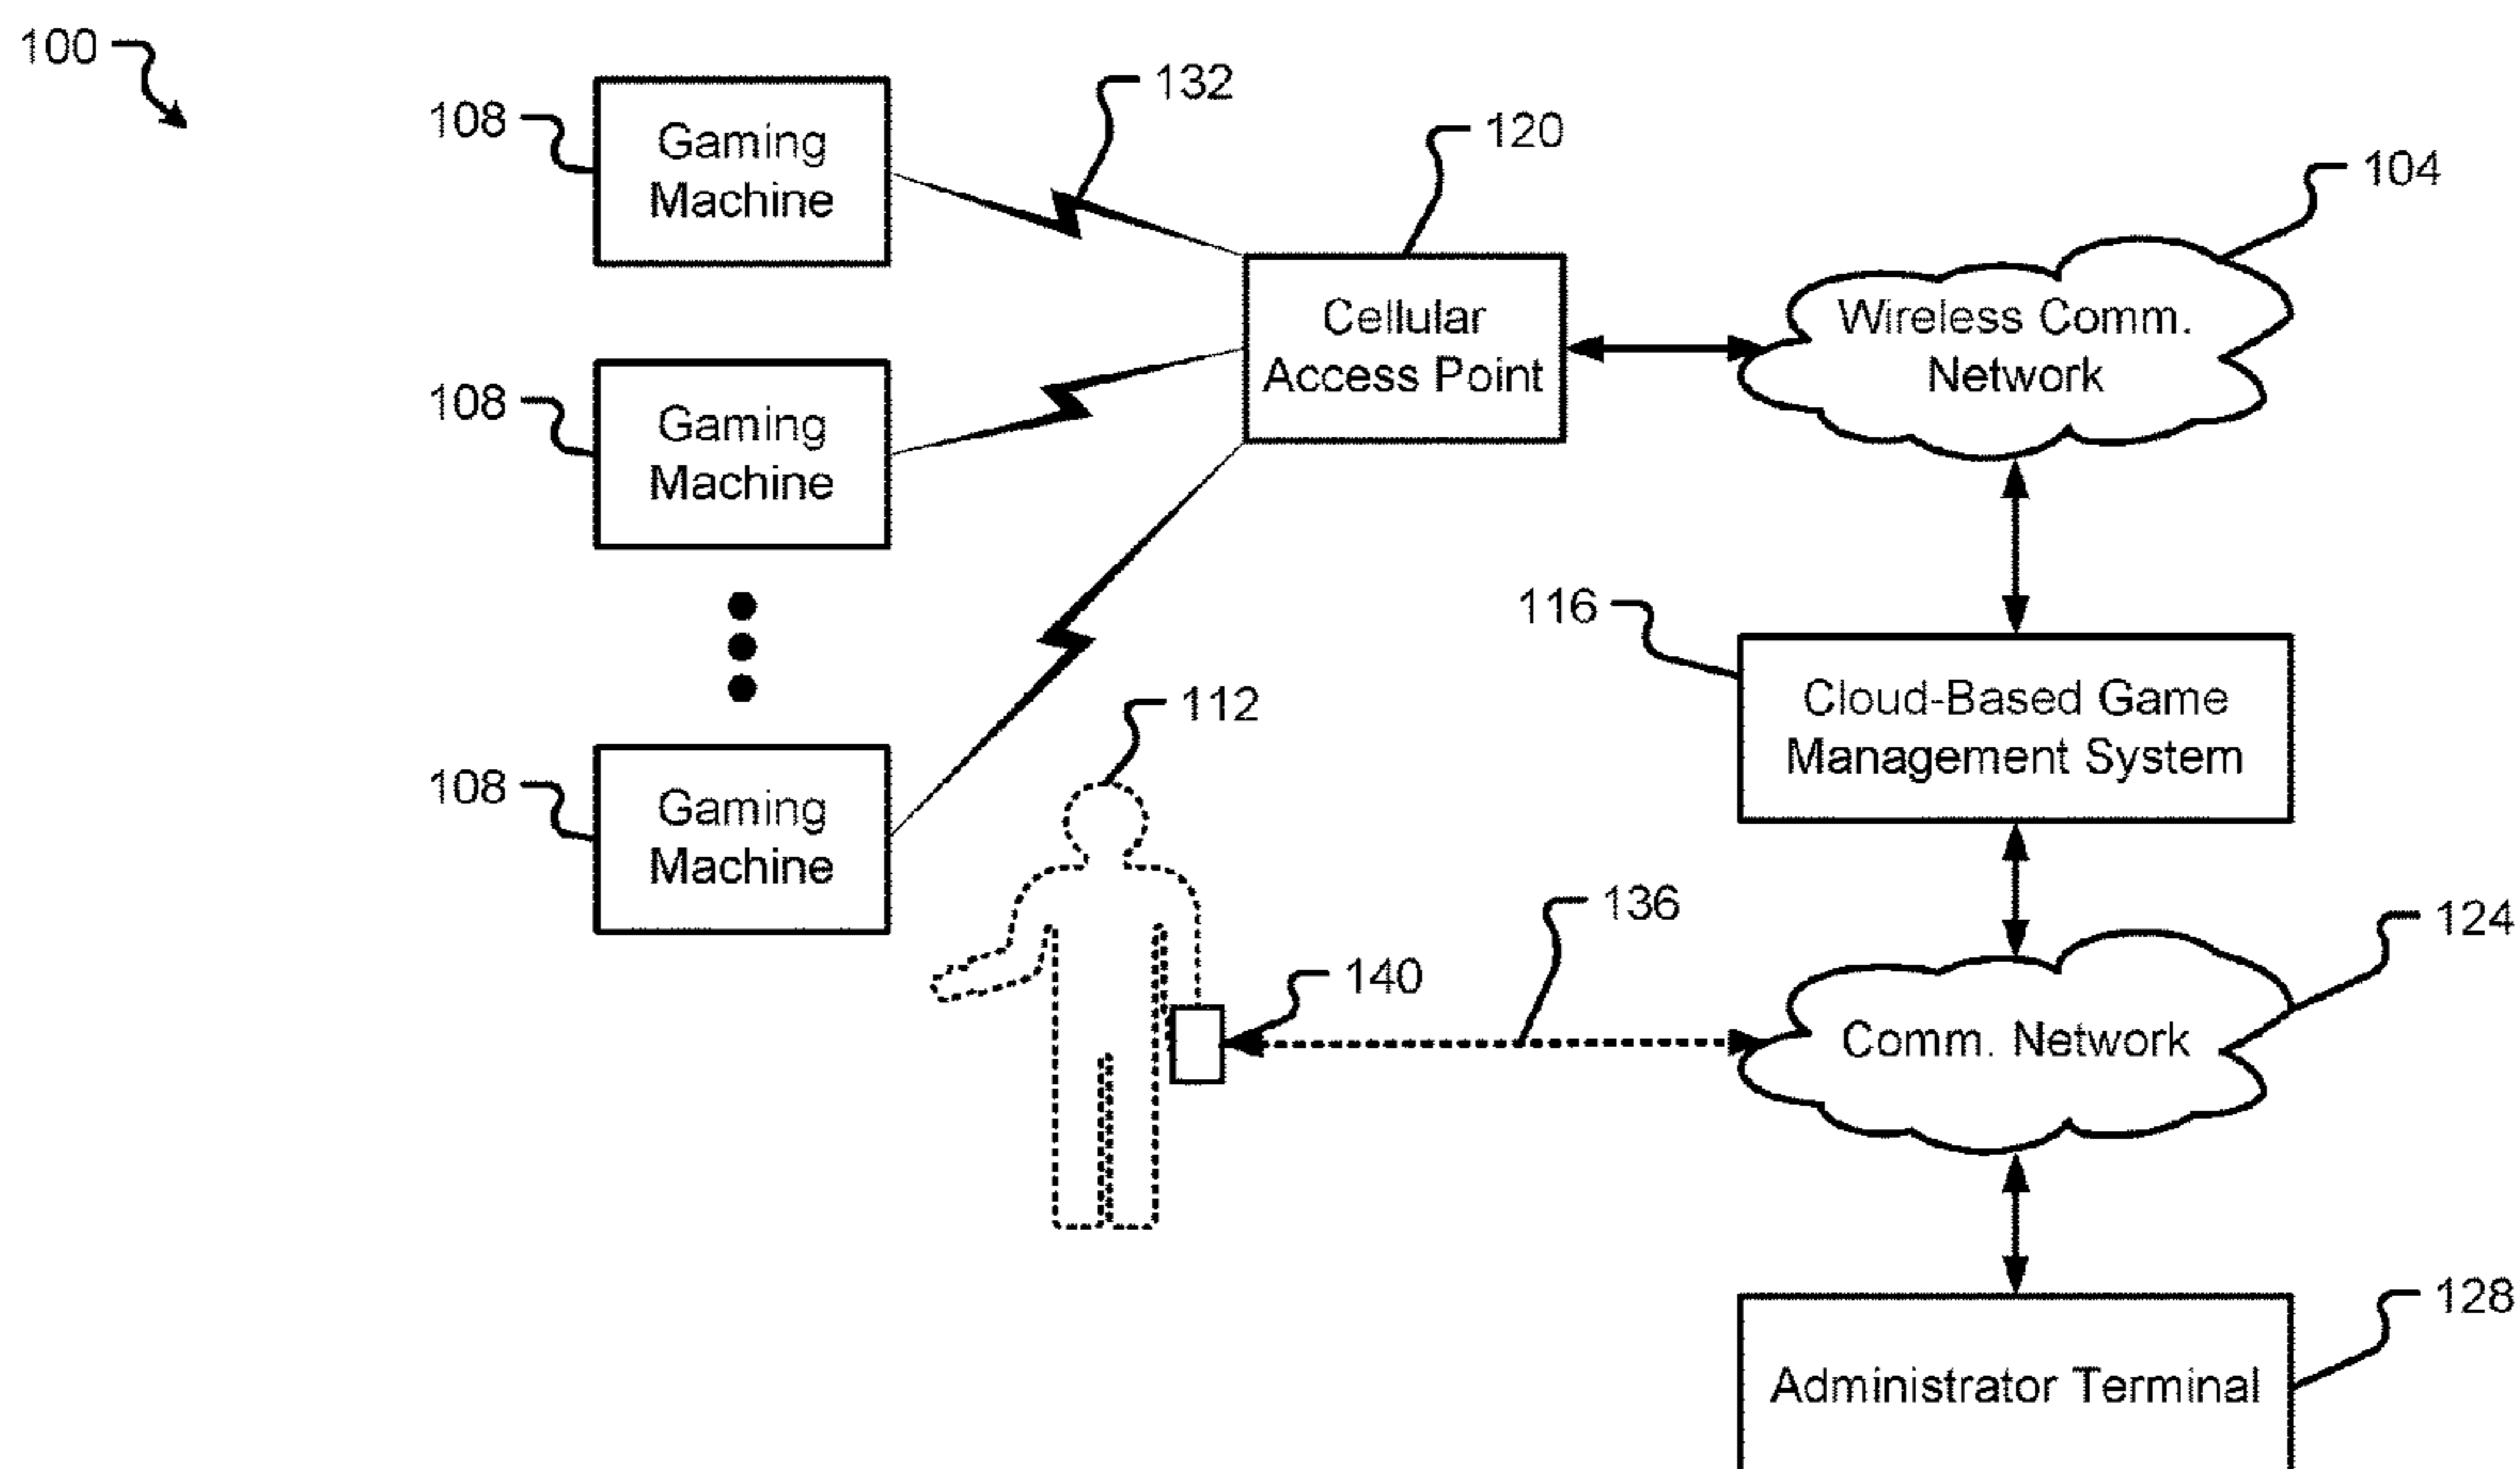 100
132
108
Gaming
Machine
120
104
Cellular
Access Point
Wireless Comm.
Network
108
Gaming
Machine
116
Cloud-Based Game
Management System
112
108
Gaming
Machine
136
124
140
Comm. Network
128
Administrator Terminal